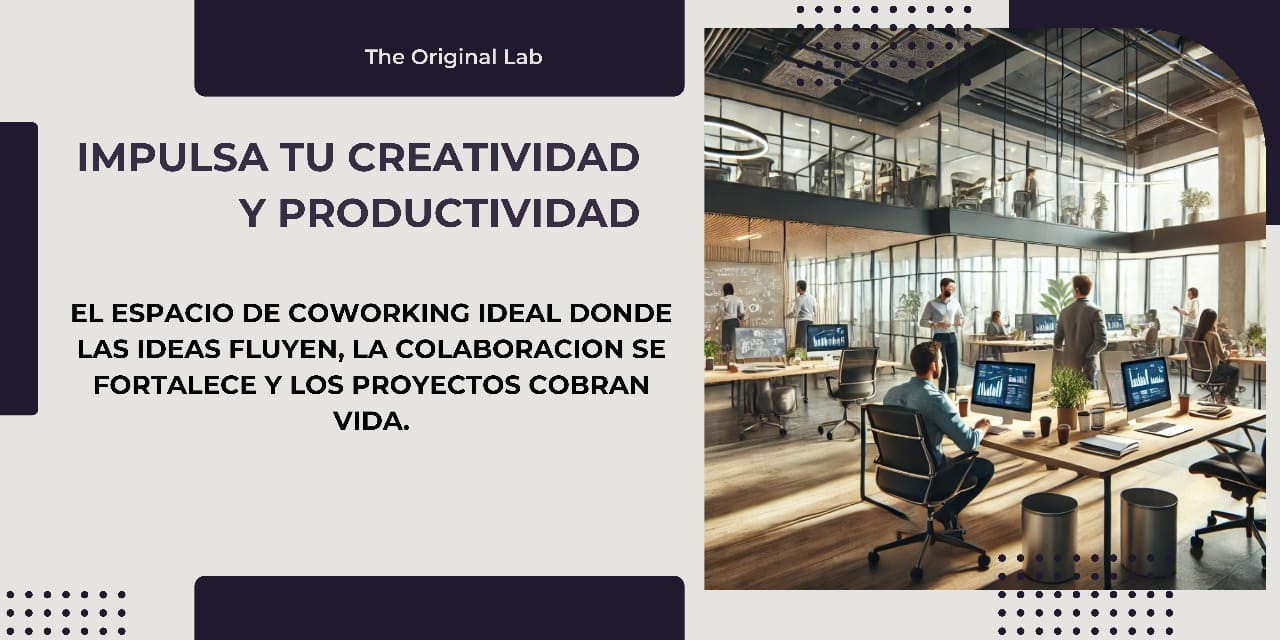 The Original Lab
IMPULSA TU CREATIVIDAD
Y PRODUCTIVIDAD
EL ESPACIO DE COWORKING IDEAL DONDE
LAS IDEAS FLUYEN, LA COLABORACION SE
FORTALECE Y LOS PROYECTOS COBRAN
VIDA.